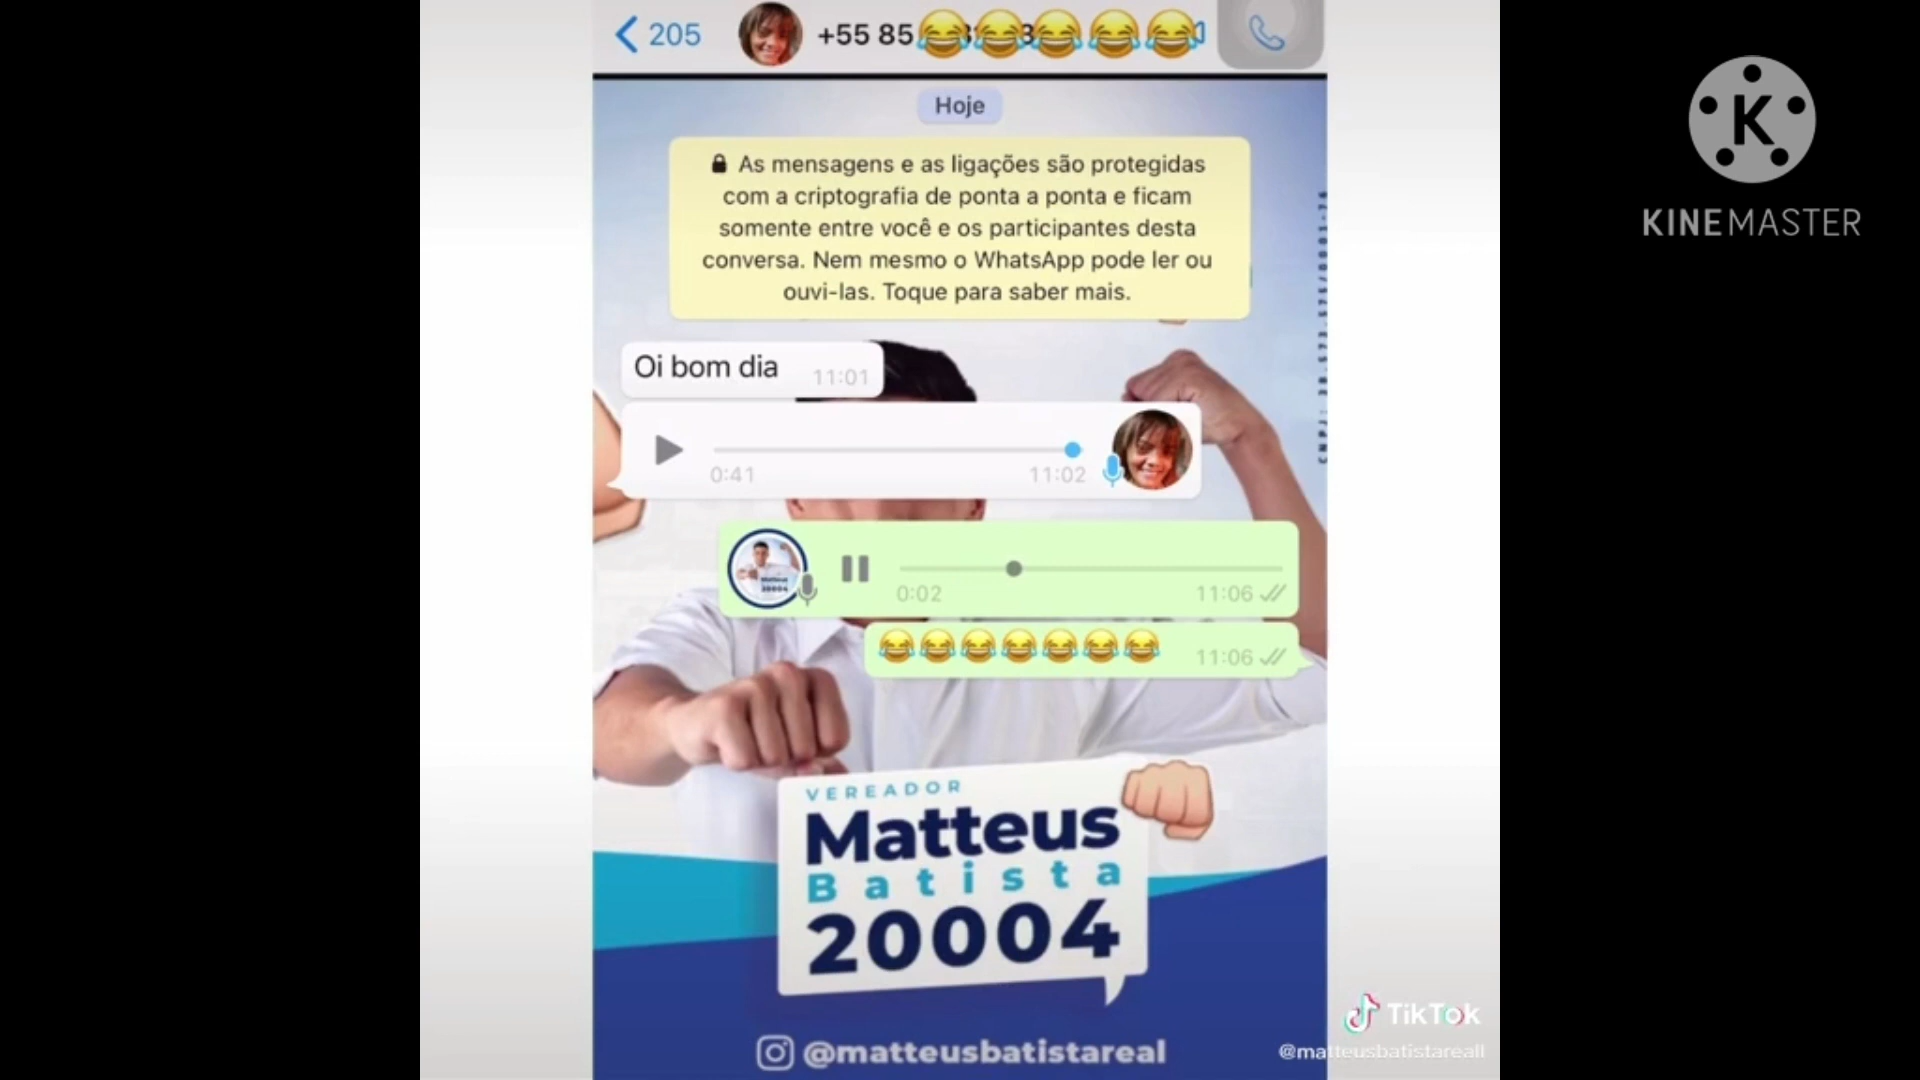 205
+55 85
Hoje
As mensagens e as ligações são protegidas
com a criptografia de ponta a ponta e ficam
somente entre você e os participantes desta
conversa. Nem mesmo o WhatsApp pode ler ou
ouvi-las. Toque para saber mais.
Oi bom dia 11:01
0:41 11:02
0:02 11:06
😂😂😂😂😂😂😂 11:06
VEREADOR
Matteus
Batista
20004
@matteusbatistareal
K
KINEMASTER
TikTok
@matteusbatistareall